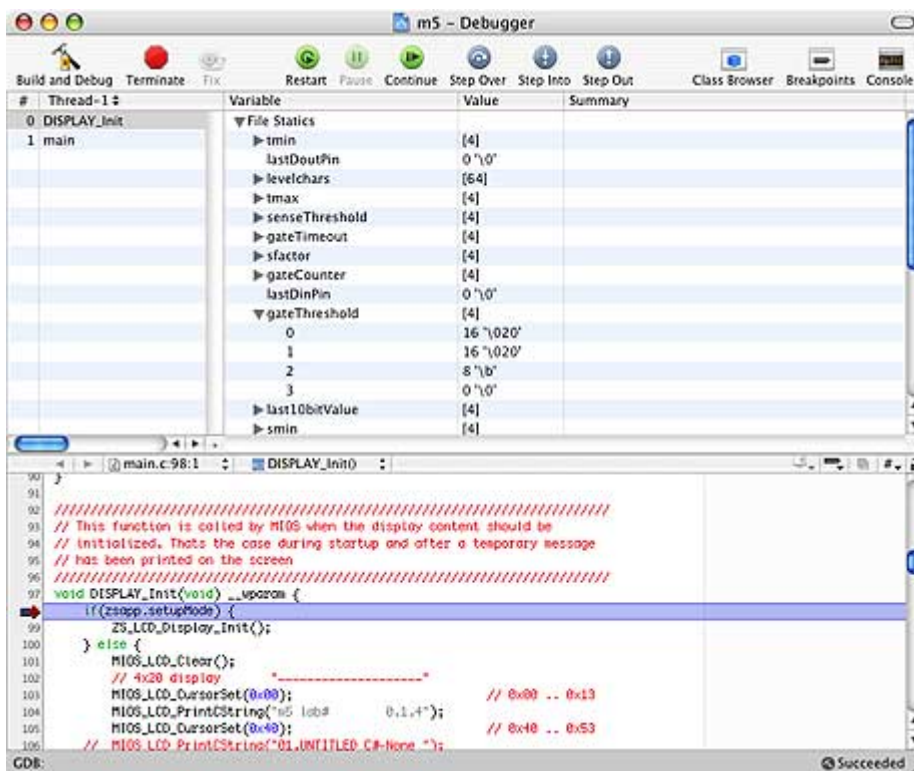 m5 – Debugger
Build and Debug Terminate Fix Restart Pause Continue Step Over Step Into Step Out Class Browser Breakpoints Console
# Thread-1 Variable Value Summary
0 DISPLAY_Init File Statics
1 main tmin [4]
lastDoutPin 0 '\0'
levelchars [64]
tmax [4]
senseThreshold [4]
gateTimeout [4]
sfactor [4]
gateCounter [4]
lastDinPin 0 '\0'
gateThreshold [4]
0 16 '\020'
1 16 '\020'
2 8 '\b'
3 0 '\0'
last10bitValue [4]
smin [4]
main.c:98:1 DISPLAY_Init() #
90 }
91
92 ////////////////////////////////////////////////////////////////////////////
93 // This function is called by MIOS when the display content should be
94 // initialized. Thats the case during startup and after a temporary message
95 // has been printed on the screen
96 ////////////////////////////////////////////////////////////////////////////
97 void DISPLAY_Init(void) __wparam {
if(zsapp.setupMode) {
99 ZS_LCD_Display_Init();
100 } else {
101 MIOS_LCD_Clear();
102 // 4x20 display "--------------------"
103 MIOS_LCD_CursorSet(0x00); // 0x00 .. 0x13
104 MIOS_LCD_PrintCString("m5 lab# 0.1.4");
105 MIOS_LCD_CursorSet(0x40); // 0x40 .. 0x53
106 // MIOS_LCD_PrintCString("01.UNTITLED C#-None ");
GDB: Succeeded